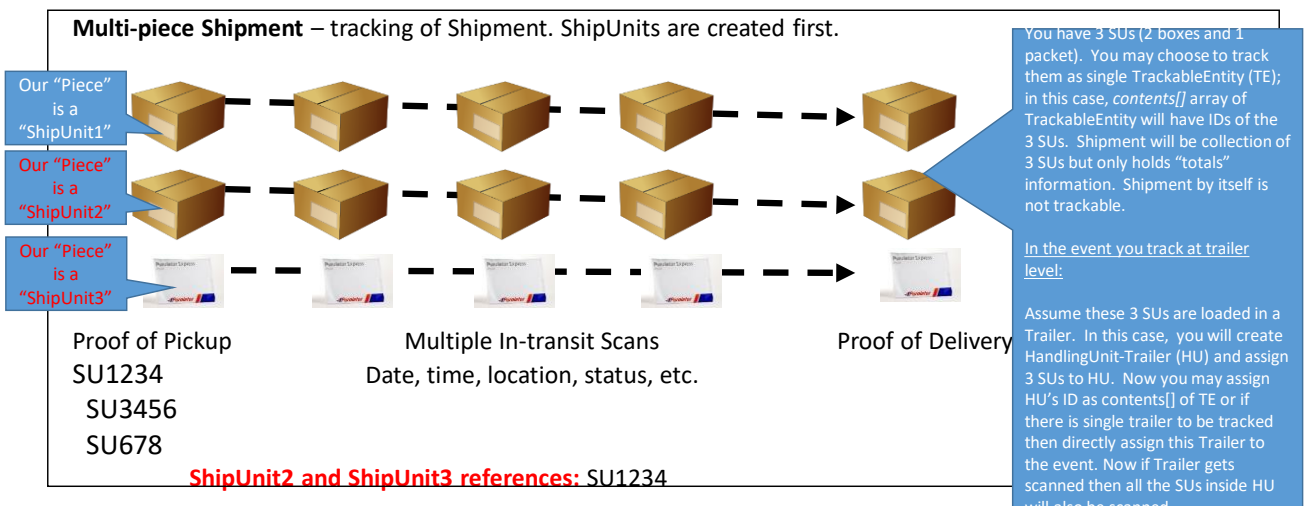 Multi-piece Shipment – tracking of Shipment. ShipUnits are created first.
Our “Piece”
is a
“ShipUnit1”
Our “Piece”
is a
“ShipUnit2”
Our “Piece”
is a
“ShipUnit3”
Proof of Pickup
Multiple In-transit Scans
Proof of Delivery
SU1234
Date, time, location, status, etc.
SU3456
SU678
ShipUnit2 and ShipUnit3 references: SU1234
You have 3 SUs (2 boxes and 1
packet). You may choose to track
them as single TrackableEntity (TE);
in this case, contents[] array of
TrackableEntity will have IDs of the
3 SUs. Shipment will be collection of
3 SUs but only holds “totals”
information. Shipment by itself is
not trackable.
In the event you track at trailer
level:
Assume these 3 SUs are loaded in a
Trailer. In this case, you will create
HandlingUnit-Trailer (HU) and assign
3 SUs to HU. Now you may assign
HU’s ID as contents[] of TE or if
there is single trailer to be tracked
then directly assign this Trailer to
the event. Now if Trailer gets
scanned then all the SUs inside HU
will also be scanned